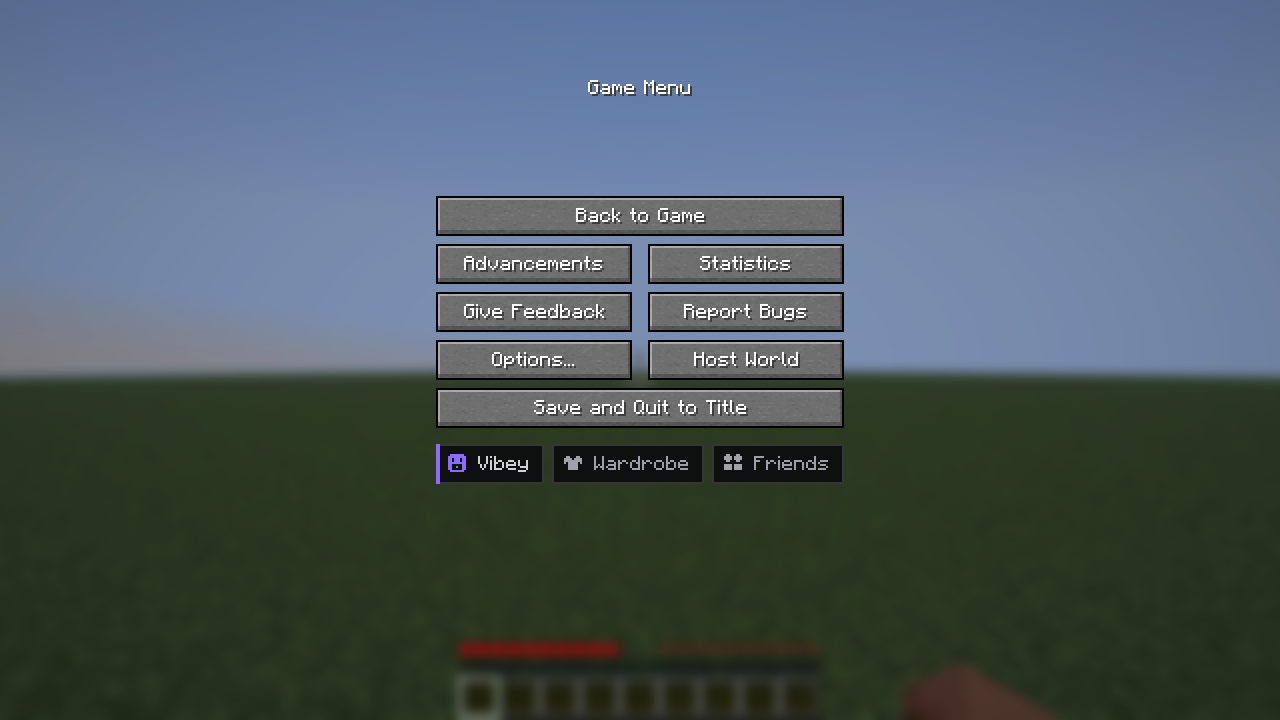 Game Menu
Back to Game
Advancements
Statistics
Give Feedback
Report Bugs
Options...
Host World
Save and Quit to Title
Vibey
Wardrobe
Friends